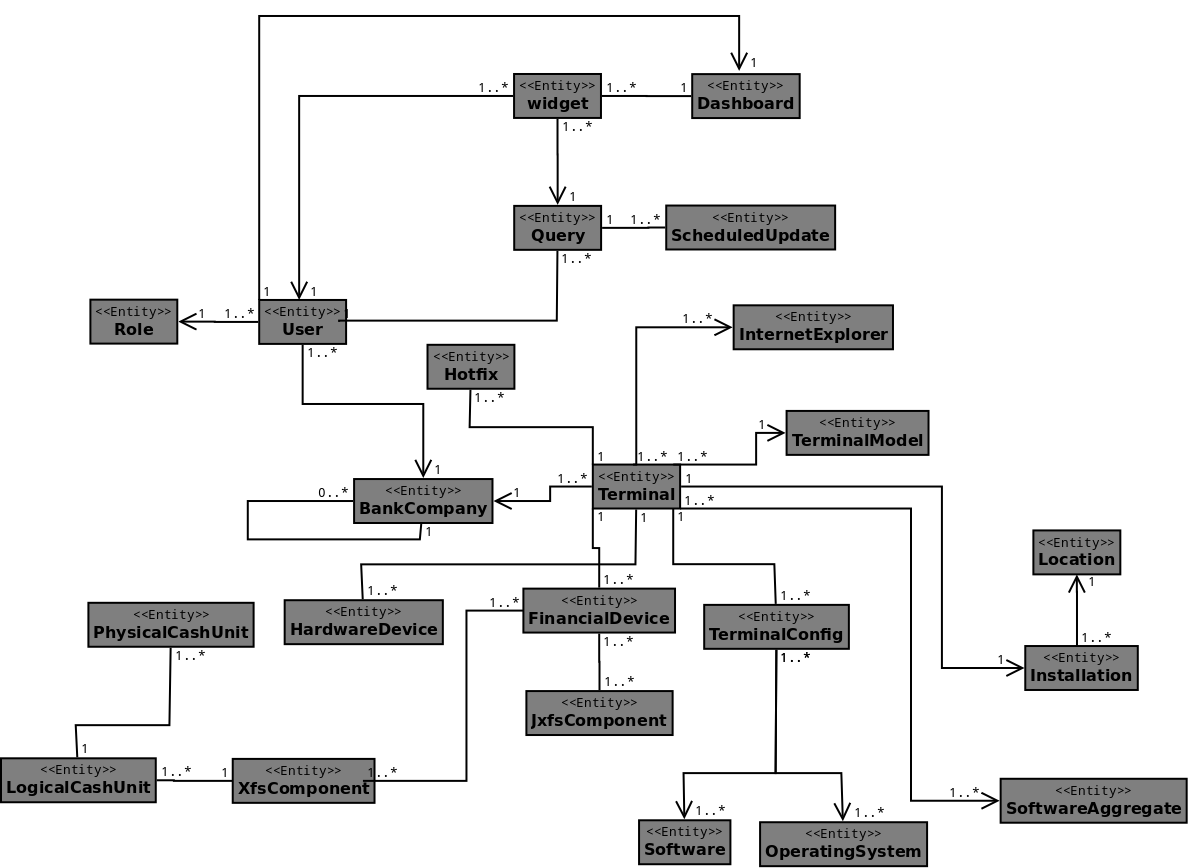 1
1..*
<<Entity>>
widget
1..*
1
<<Entity>>
Dashboard
1..*
1
<<Entity>>
Query
1
1..*
<<Entity>>
ScheduledUpdate
1..*
1
1
<<Entity>>
Role
1
1..*
<<Entity>>
User
1
1..*
1..*
<<Entity>>
InternetExplorer
<<Entity>>
Hotfix
1..*
1
<<Entity>>
TerminalModel
1
1..*
1..*
1
0..*
<<Entity>>
BankCompany
1
1
1..*
<<Entity>>
Terminal
1
1..*
1
1
1
<<Entity>>
Location
1
1..*
1..*
<<Entity>>
HardwareDevice
1..*
1..*
<<Entity>>
FinancialDevice
1..*
1..*
<<Entity>>
TerminalConfig
1..*
<<Entity>>
PhysicalCashUnit
1..*
1
<<Entity>>
Installation
1..*
<<Entity>>
JxfsComponent
1
<<Entity>>
LogicalCashUnit
1..*
1
<<Entity>>
XfsComponent
1..*
1..*
<<Entity>>
SoftwareAggregate
1..*
<<Entity>>
Software
1..*
<<Entity>>
OperatingSystem